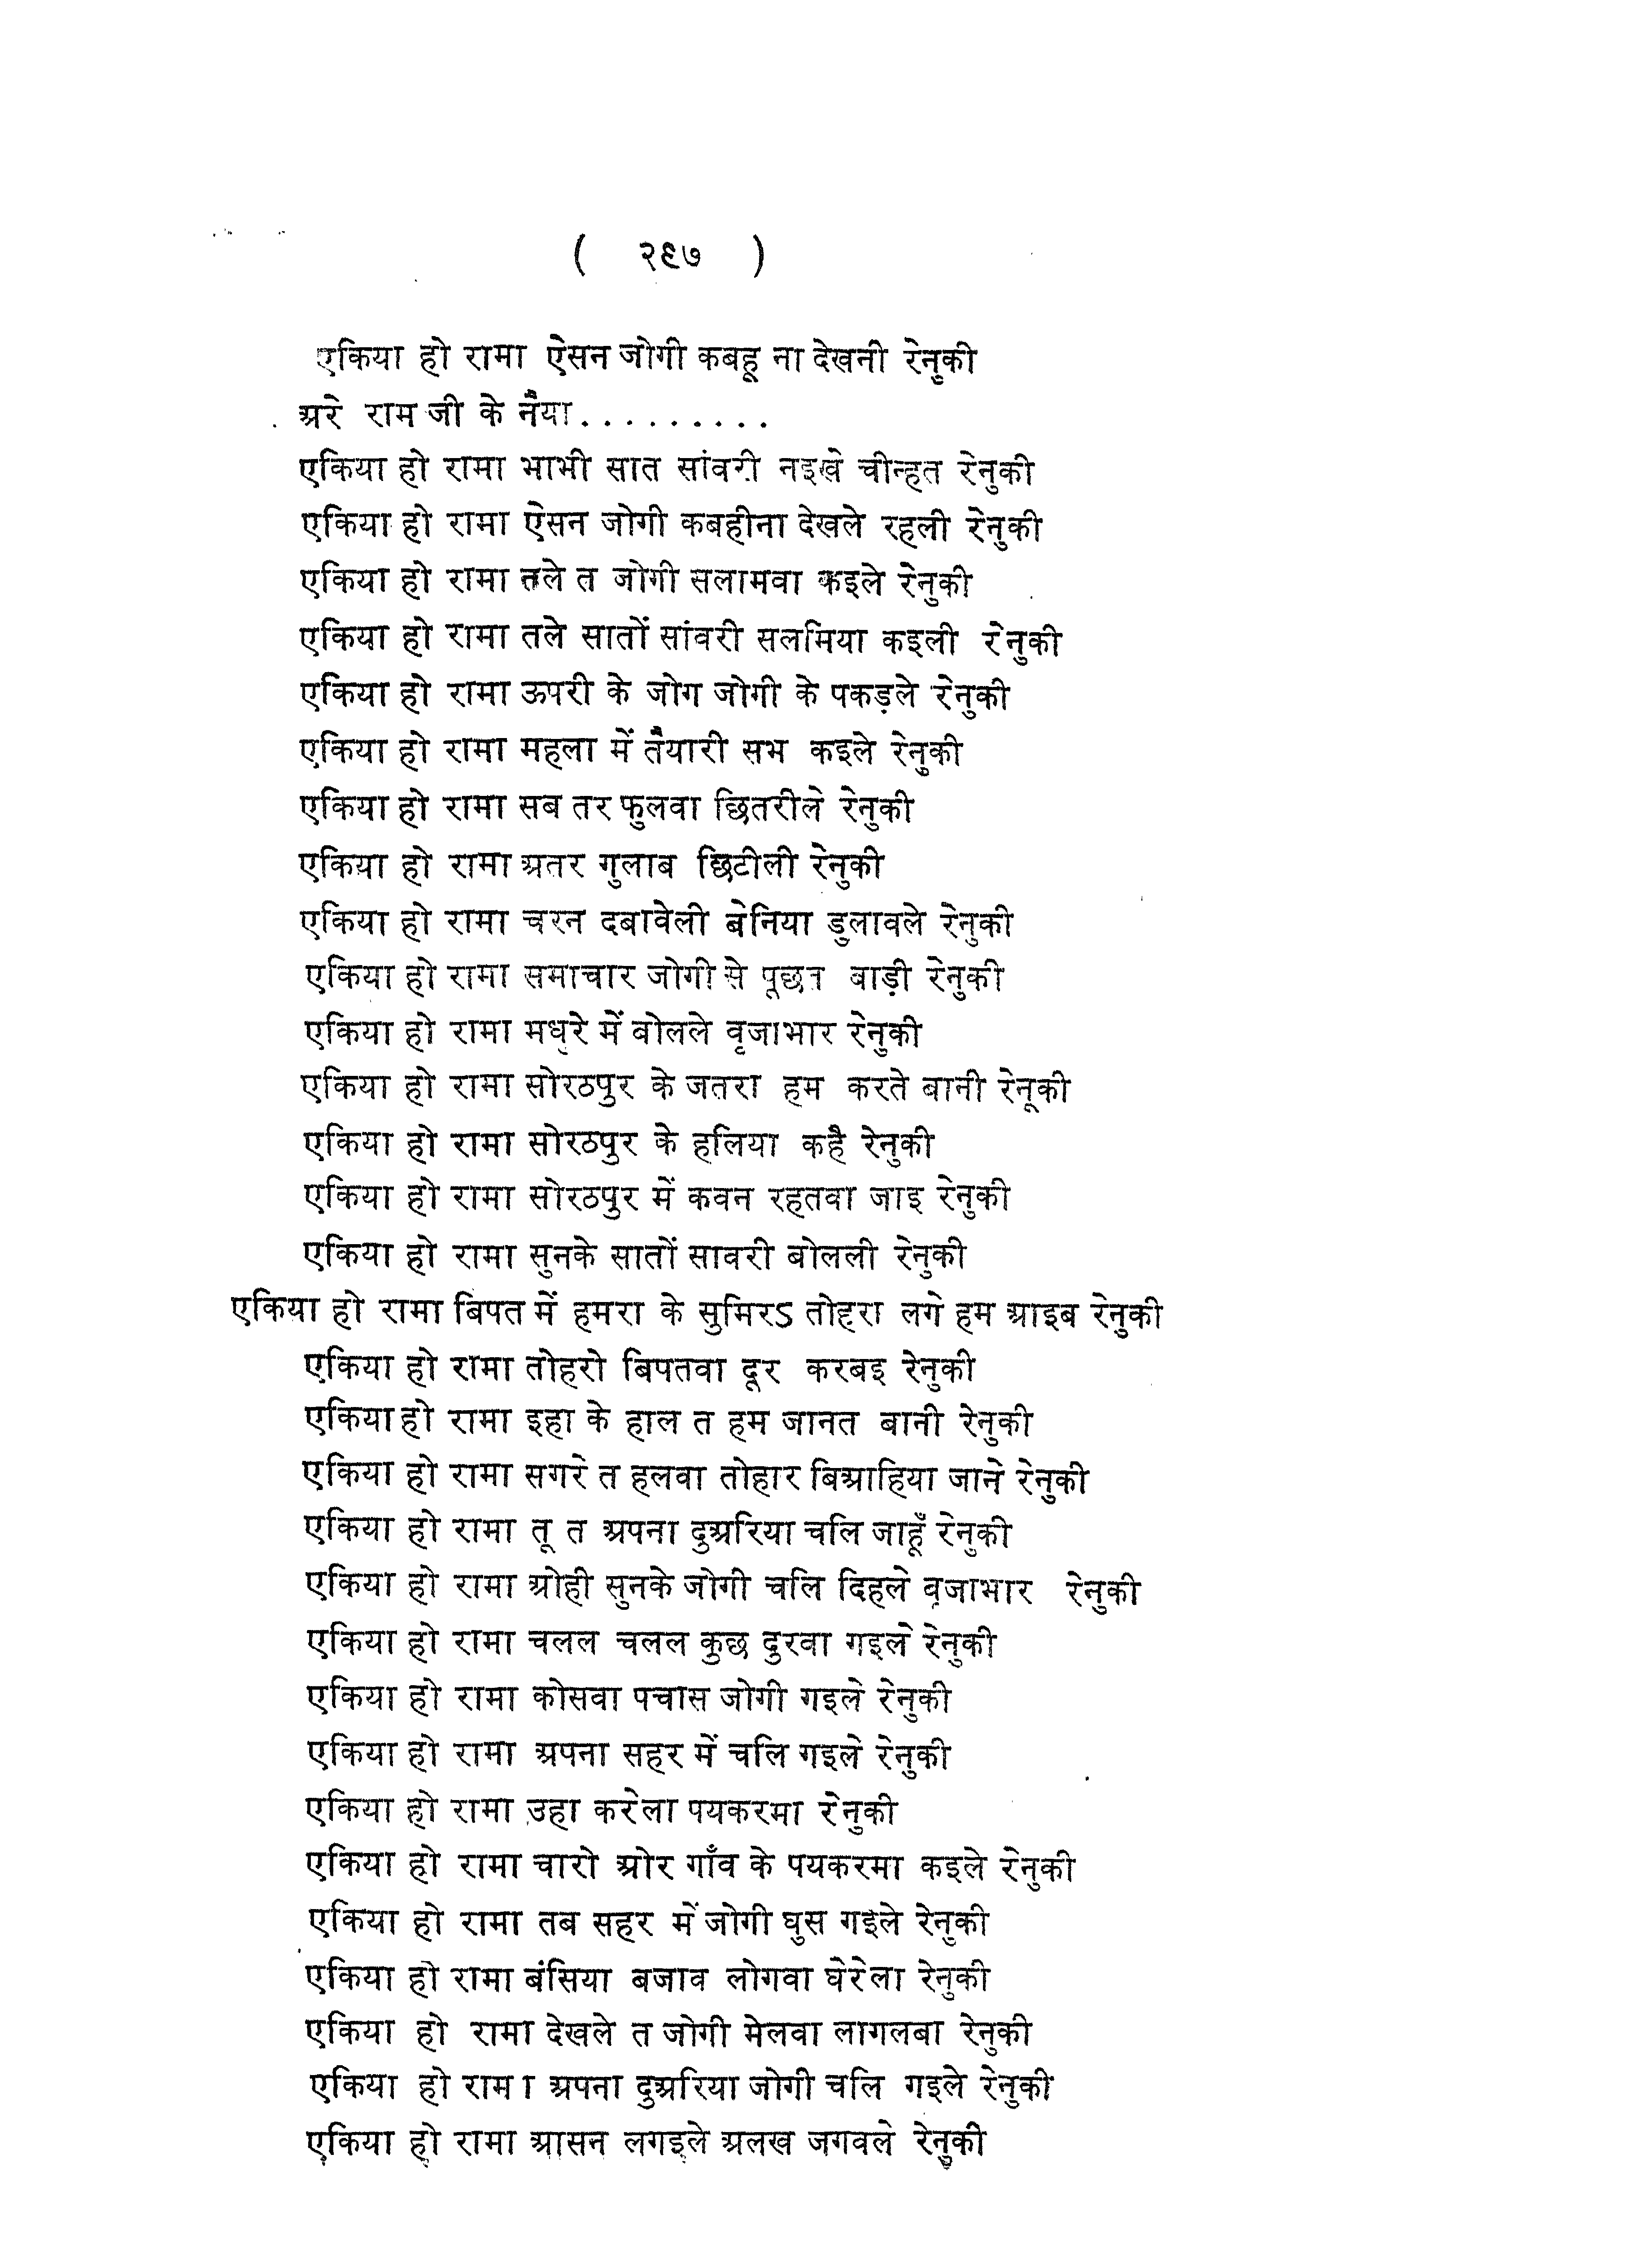 ( २९७ )
एकिया हो रामा ऐसन जोगी कबहू ना देखनी रेनुकी
अरे राम जी के नैया.........
एकिया हो रामा भाभी सात सांवरी नइखे चीन्हत रेनुकी
एकिया हो रामा ऐसन जोगी कबहीना देखले रहली रेनुकी
एकिया हो रामा तले त जोगी सलामवा कइले रेनुकी
एकिया हो रामा तले सातों सांवरी सलमिया कइली रेनुकी
एकिया हो रामा ऊपरी के जोग जोगी के पकड़ले रेनुकी
एकिया हो रामा महला में तैयारी सभ कइले रेनुकी
एकिया हो रामा सब तर फुलवा छितरीले रेनुकी
एकिया हो रामा अतर गुलाब छिटीली रेनुकी
एकिया हो रामा चरन दबावेली बेनिया डुलावले रेनुकी
एकिया हो रामा समाचार जोगी से पूछत बाड़ी रेनुकी
एकिया हो रामा मधुरे में बोलले वृजाभार रेनुकी
एकिया हो रामा सोरठपुर के जतरा हम करते बानी रेनूकी
एकिया हो रामा सोरठपुर के हलिया कहै रेनुकी
एकिया हो रामा सोरठपुर में कवन रहतवा जाइ रेनुकी
एकिया हो रामा सुनके सातों सावरी बोलली रेनुकी
एकिया हो रामा बिपत में हमरा के सुमिरऽ तोहरा लगे हम आइब रेनुकी
एकिया हो रामा तोहरो बिपतवा दूर करबइ रेनुकी
एकिया हो रामा इहा के हाल त हम जानत बानी रेनुकी
एकिया हो रामा सगरे त हलवा तोहार बिआहिया जाने रेनुकी
एकिया हो रामा तू त अपना दुअरिया चलि जाहूँ रेनुकी
एकिया हो रामा ओही सुनके जोगी चलि दिहले वृजाभार रेनुकी
एकिया हो रामा चलल चलल कुछ दुरवा गइले रेनुकी
एकिया हो रामा कोसवा पचास जोगी गइले रेनुकी
एकिया हो रामा अपना सहर में चलि गइले रेनुकी
एकिया हो रामा उहा करेला पयकरमा रेनुकी
एकिया हो रामा चारो ओर गाँव के पयकरमा कइले रेनुकी
एकिया हो रामा तब सहर में जोगी घुस गइले रेनुकी
एकिया हो रामा बंसिया बजाव लोगवा घेरेला रेनुकी
एकिया हो रामा देखले त जोगी मेलवा लागलबा रेनुकी
एकिया हो रामा अपना दुअरिया जोगी चलि गइले रेनुकी
एकिया हो रामा आसन लगइले अलख जगवले रेनुकी